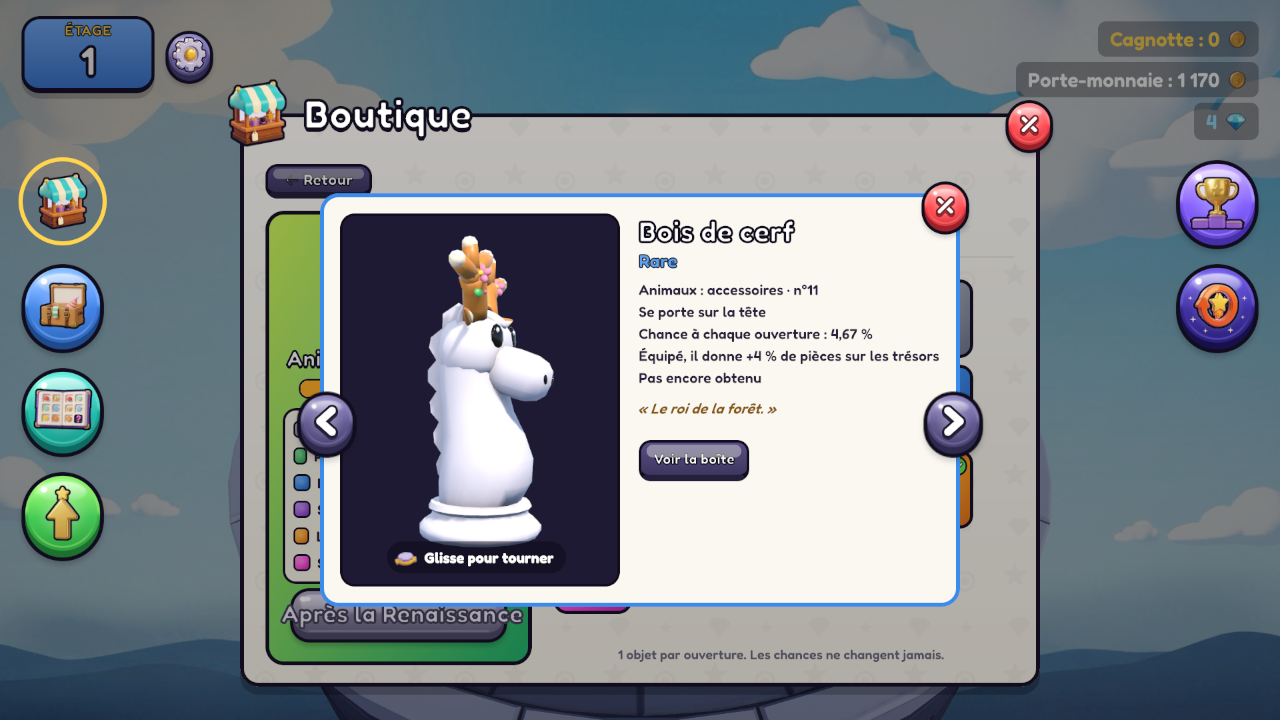 ÉTAGE
1
Cagnotte : 0
Porte-monnaie : 1 170
4
Boutique
← Retour
Bois de cerf
Rare
Animaux : accessoires · n°11
Se porte sur la tête
Chance à chaque ouverture : 4,67 %
Équipé, il donne +4 % de pièces sur les trésors
Pas encore obtenu
« Le roi de la forêt. »
Voir la boîte
Glisse pour tourner
Ani
Après la Renaissance
1 objet par ouverture. Les chances ne changent jamais.